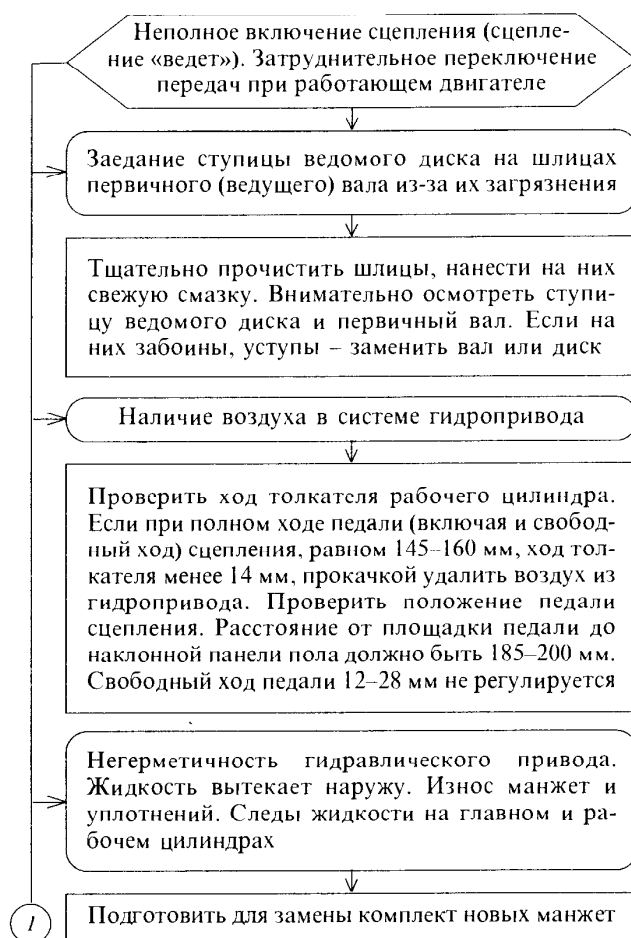 Неполное включение сцепления (сцепле-
ние «ведет»). Затруднительное переключение
передач при работающем двигателе
Заедание ступицы ведомого диска на шлицах
первичного (ведущего) вала из-за их загрязнения
Тщательно прочистить шлицы, нанести на них
свежую смазку. Внимательно осмотреть ступи-
цу ведомого диска и первичный вал. Если на
них забоины, уступы – заменить вал или диск
Наличие воздуха в системе гидропривода
Проверить ход толкателя рабочего цилиндра.
Если при полном ходе педали (включая и свобод-
ный ход) сцепления, равном 145–160 мм, ход тол-
кателя менее 14 мм, прокачкой удалить воздух из
гидропривода. Проверить положение педали
сцепления. Расстояние от площадки педали до
наклонной панели пола должно быть 185–200 мм.
Свободный ход педали 12–28 мм не регулируется
Негерметичность гидравлического привода.
Жидкость вытекает наружу. Износ манжет и
уплотнений. Следы жидкости на главном и ра-
бочем цилиндрах
1
Подготовить для замены комплект новых манжет